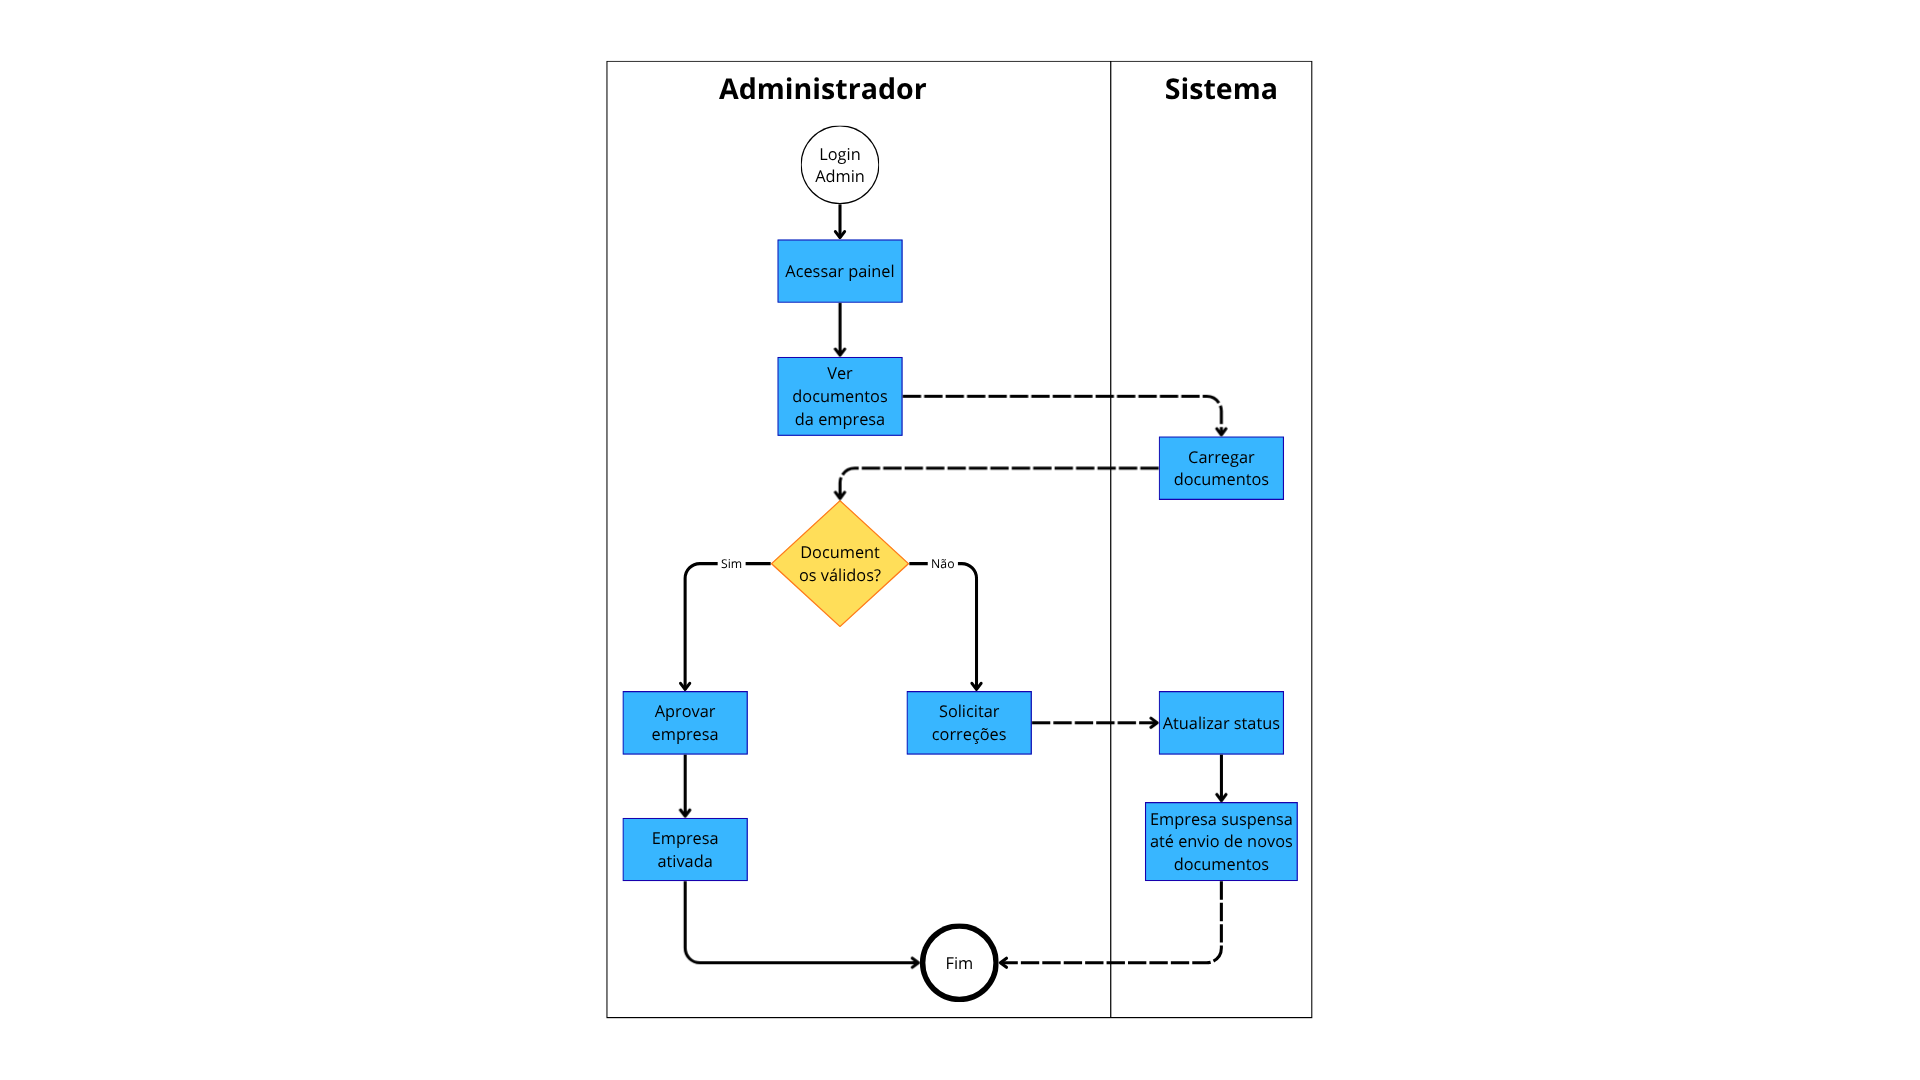 Administrador
Sistema
Login
Admin
Acessar painel
Ver
documentos
da empresa
Carregar
documentos
Document
os válidos?
Sim
Não
Aprovar
empresa
Solicitar
correções
Atualizar status
Empresa
ativada
Empresa suspensa
até envio de novos
documentos
Fim